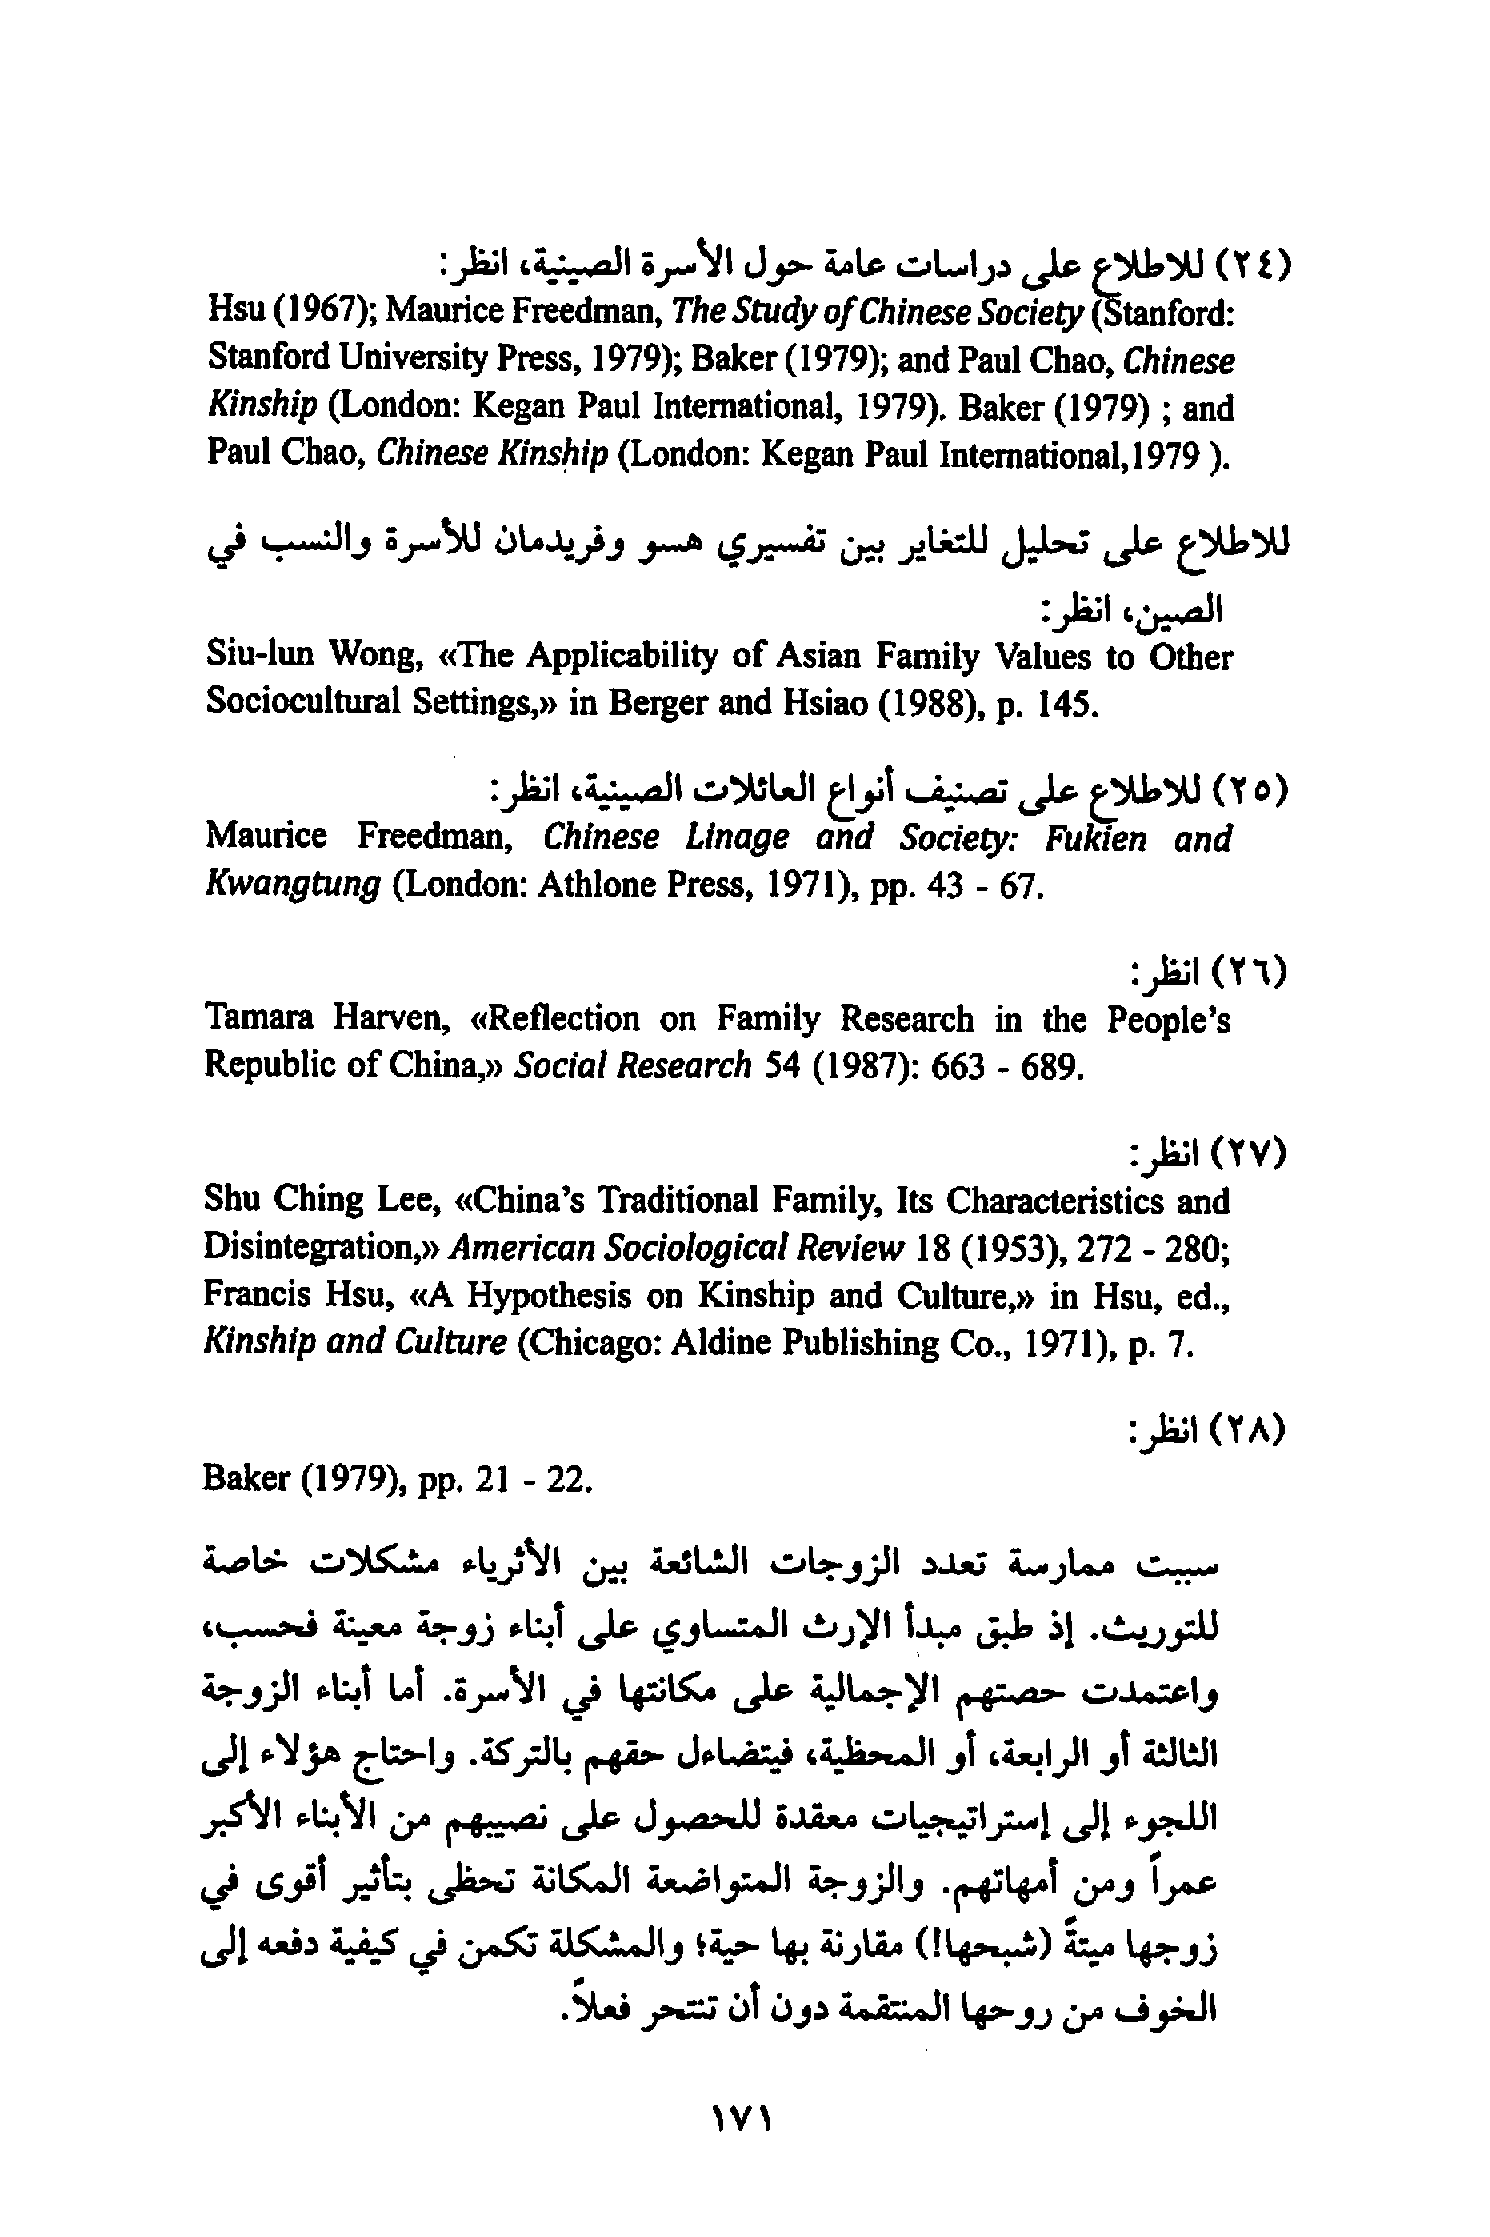 (٢٤) للاطلاع على دراسات عامة حول الأسرة الصينية، انظر:
Hsu (1967); Maurice Freedman, The Study of Chinese Society (Stanford:
Stanford University Press, 1979); Baker (1979); and Paul Chao, Chinese
Kinship (London: Kegan Paul International, 1979). Baker (1979) ; and
Paul Chao, Chinese Kinship (London: Kegan Paul International,1979 ).
للاطلاع على تحليل للتغاير بين تفسيري هسو وفريدمان للأسرة والنسب في
الصين، انظر:
Siu-lun Wong, «The Applicability of Asian Family Values to Other
Sociocultural Settings,» in Berger and Hsiao (1988), p. 145.
(٢٥) للاطلاع على تصنيف أنواع العائلات الصينية، انظر:
Maurice Freedman, Chinese Linage and Society: Fukien and
Kwangtung (London: Athlone Press, 1971), pp. 43 - 67.
(٢٦) انظر:
Tamara Harven, «Reflection on Family Research in the People's
Republic of China,» Social Research 54 (1987): 663 - 689.
(٢٧) انظر:
Shu Ching Lee, «China's Traditional Family, Its Characteristics and
Disintegration,» American Sociological Review 18 (1953), 272 - 280;
Francis Hsu, «A Hypothesis on Kinship and Culture,» in Hsu, ed.,
Kinship and Culture (Chicago: Aldine Publishing Co., 1971), p. 7.
(٢٨) انظر:
Baker (1979), pp. 21 - 22.
سببت ممارسة تعدد الزوجات الشائعة بين الأثرياء مشكلات خاصة
للتوريث. إذ طبق مبدأ الإرث المتساوي على أبناء زوجة معينة فحسب،
واعتمدت حصتهم الإجمالية على مكانتها في الأسرة. أما أبناء الزوجة
الثالثة أو الرابعة، أو المحظية، فيتضاءل حقهم بالتركة. واحتاج هؤلاء إلى
اللجوء إلى إستراتيجيات معقدة للحصول على نصيبهم من الأبناء الأكبر
عمراً ومن أمهاتهم. والزوجة المتواضعة المكانة تحظى بتأثير أقوى في
زوجها ميتةً (شبحها!) مقارنة بها حية؛ والمشكلة تكمن في كيفية دفعه إلى
الخوف من روحها المنتقمة دون أن تنتحر فعلاً.
١٧١